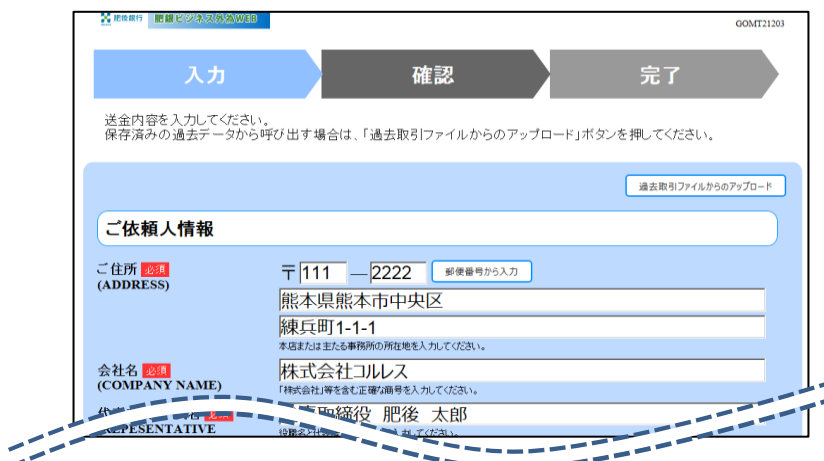 肥後銀行 肥銀ビジネス外為WEB
GOMT21203
入力 確認 完了
送金内容を入力してください。
保存済みの過去データから呼び出す場合は、「過去取引ファイルからのアップロード」ボタンを押してください。
過去取引ファイルからのアップロード
ご依頼人情報
ご住所 必須
(ADDRESS)
〒 111 — 2222 郵便番号から入力
熊本県熊本市中央区
練兵町1-1-1
本店または主たる事務所の所在地を入力してください。
会社名 必須
(COMPANY NAME)
株式会社コルレス
「株式会社」等を含む正確な商号を入力してください。
取締役 肥後 太郎